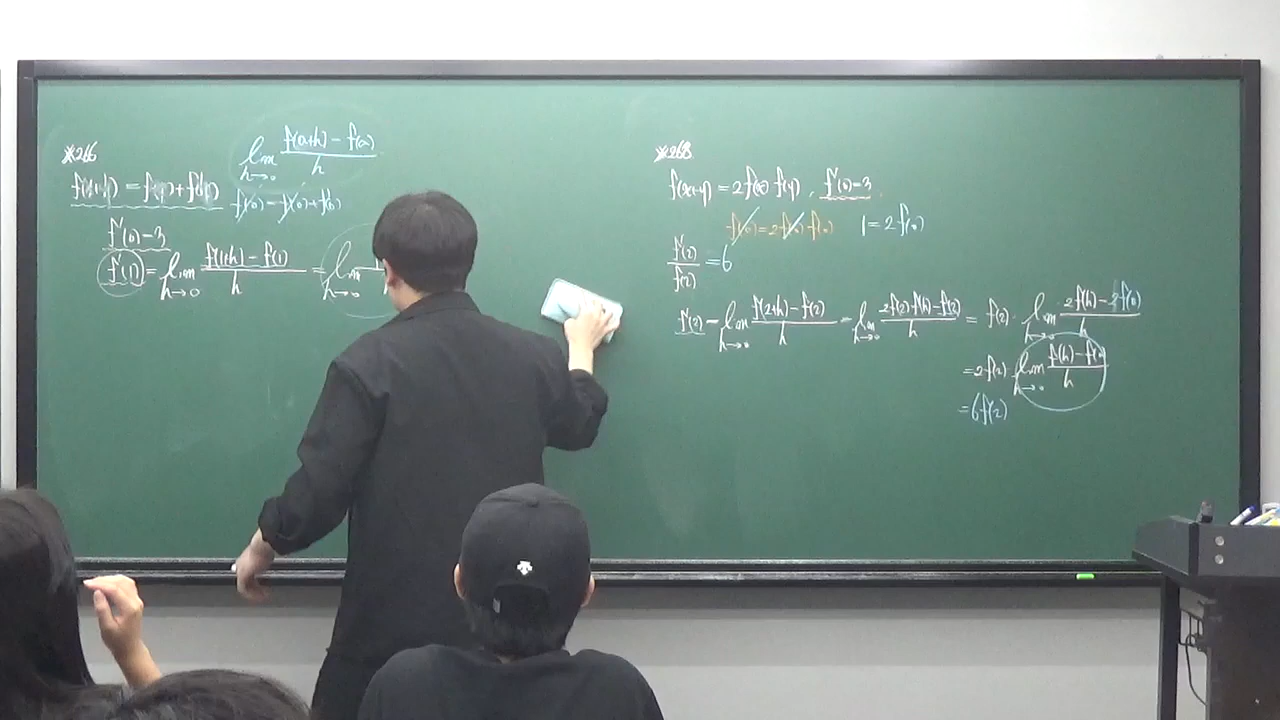 ※266
lim h→0 f(a+h) - f(a) / h
f(x+y) = f(x) + f(y)
f(0) = f(0) + f(0)
f'(0)=3
f'(1) = lim h→0 f(1+h) - f(1) / h = lim h→0
※268
f(x+y) = 2f(x) f(y), f'(0)=3
f(0)=2f(0) f(0) 1=2f(0)
f'(2) / f(2) = 6
f'(2) = lim h→0 f(2+h) - f(2) / h = lim h→0 2f(2) f(h) - f(2) / h = f(2) · lim h→0 2f(h) - 2f(0) / h
= 2f(2) lim h→0 f(h) - f(0) / h
= 6f(2)